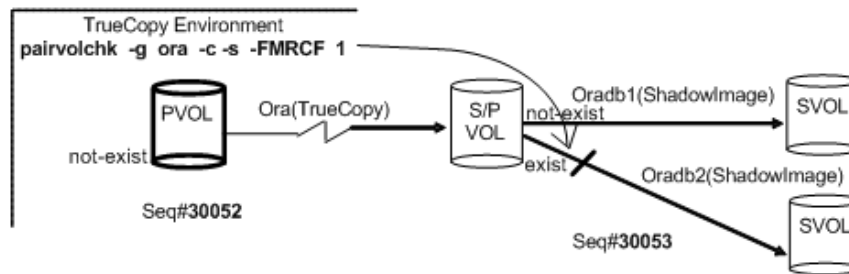 TrueCopy Environment
pairvolchk -g ora -c -s -FMRCF 1
PVOL
Ora(TrueCopy)
S/P
VOL
Oradb1(ShadowImage)
not-exist
SVOL
not-exist
exist
Oradb2(ShadowImage)
Seq#30052
Seq#30053
SVOL